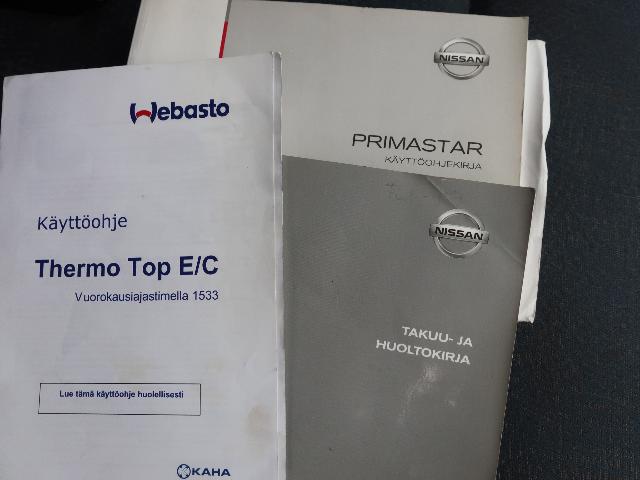 Webasto
Käyttöohje
Thermo Top E/C
Vuorokausiajastimella 1533
Lue tämä käyttöohje huolellisesti
KAHA
NISSAN
PRIMASTAR
KÄYTTÖOHJEKIRJA
NISSAN
TAKUU- JA
HUOLTOKIRJA